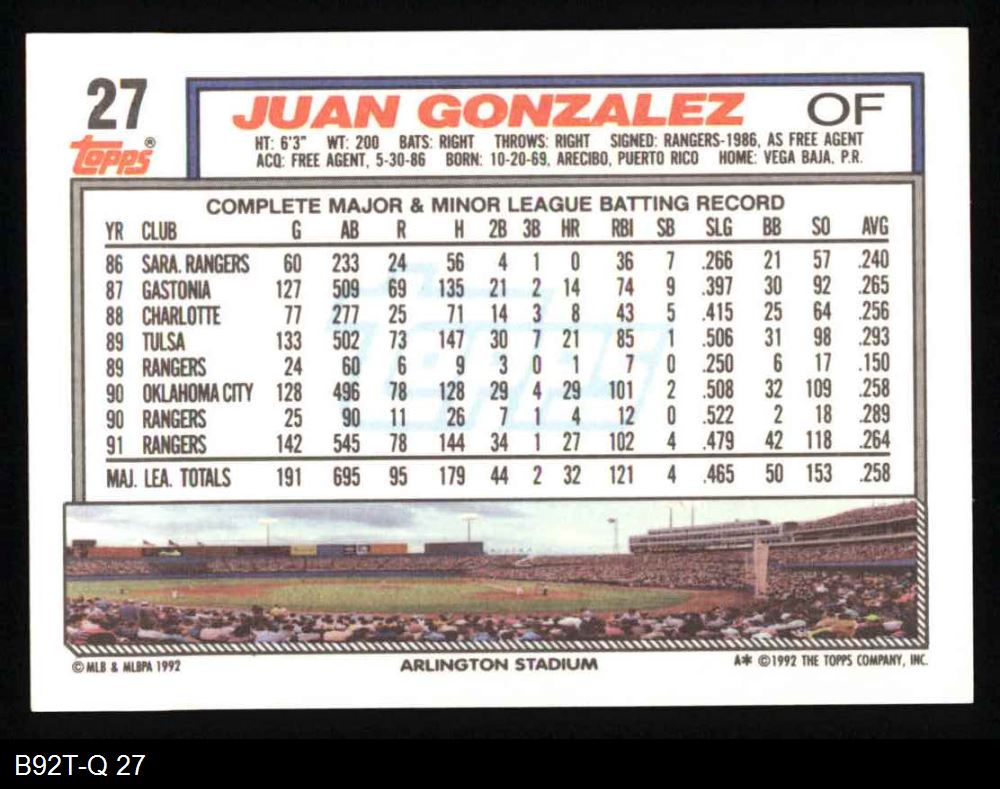 27
Topps®
JUAN GONZALEZ OF
HT: 6'3" WT: 200 BATS: RIGHT THROWS: RIGHT SIGNED: RANGERS-1986, AS FREE AGENT
ACQ: FREE AGENT, 5-30-86 BORN: 10-20-69, ARECIBO, PUERTO RICO HOME: VEGA BAJA, P.R.
COMPLETE MAJOR & MINOR LEAGUE BATTING RECORD
YR CLUB G AB R H 2B 3B HR RBI SB SLG BB SO AVG
86 SARA. RANGERS 60 233 24 56 4 1 0 36 7 .266 21 57 .240
87 GASTONIA 127 509 69 135 21 2 14 74 9 .397 30 92 .265
88 CHARLOTTE 77 277 25 71 14 3 8 43 5 .415 25 64 .256
89 TULSA 133 502 73 147 30 7 21 85 1 .506 31 98 .293
89 RANGERS 24 60 6 9 3 0 1 7 0 .250 6 17 .150
90 OKLAHOMA CITY 128 496 78 128 29 4 29 101 2 .508 32 109 .258
90 RANGERS 25 90 11 26 7 1 4 12 0 .522 2 18 .289
91 RANGERS 142 545 78 144 34 1 27 102 4 .479 42 118 .264
MAJ. LEA. TOTALS 191 695 95 179 44 2 32 121 4 .465 50 153 .258
Topps
© MLB & MLBPA 1992 ARLINGTON STADIUM A* © 1992 THE TOPPS COMPANY, INC.
B92T-Q 27